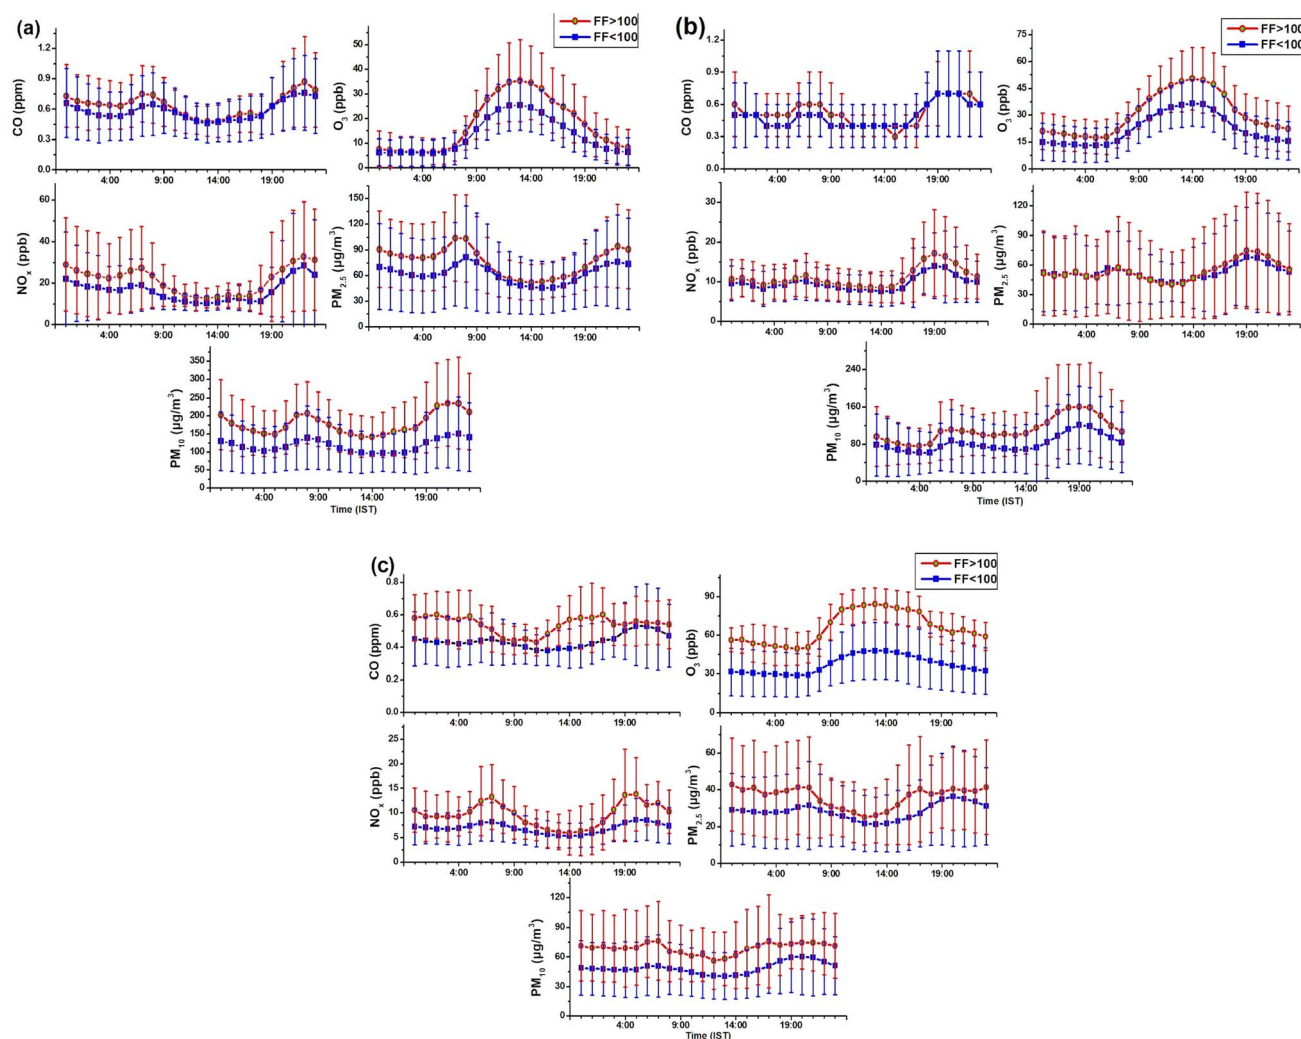 (a)
FF>100
FF<100
CO (ppm)
1.2
0.9
0.6
0.3
0.0
4:00 9:00 14:00 19:00
O3 (ppb)
50
40
30
20
10
0
4:00 9:00 14:00 19:00
NOx (ppb)
60
40
20
0
4:00 9:00 14:00 19:00
PM2.5 (µg/m3)
150
120
90
60
30
0
4:00 9:00 14:00 19:00
PM10 (µg/m3)
350
300
250
200
150
100
50
0
4:00 9:00 14:00 19:00
Time (IST)
(b)
FF>100
FF<100
CO (ppm)
1.2
0.9
0.6
0.3
0.0
4:00 9:00 14:00 19:00
O3 (ppb)
75
60
45
30
15
0
4:00 9:00 14:00 19:00
NOx (ppb)
30
20
10
0
4:00 9:00 14:00 19:00
PM2.5 (µg/m3)
120
90
60
30
0
4:00 9:00 14:00 19:00
PM10 (µg/m3)
240
160
80
0
4:00 9:00 14:00 19:00
Time (IST)
(c)
FF>100
FF<100
CO (ppm)
0.8
0.6
0.4
0.2
0.0
4:00 9:00 14:00 19:00
O3 (ppb)
90
60
30
0
4:00 9:00 14:00 19:00
NOx (ppb)
25
20
15
10
5
0
4:00 9:00 14:00 19:00
PM2.5 (µg/m3)
60
40
20
0
4:00 9:00 14:00 19:00
PM10 (µg/m3)
120
90
60
30
0
4:00 9:00 14:00 19:00
Time (IST)